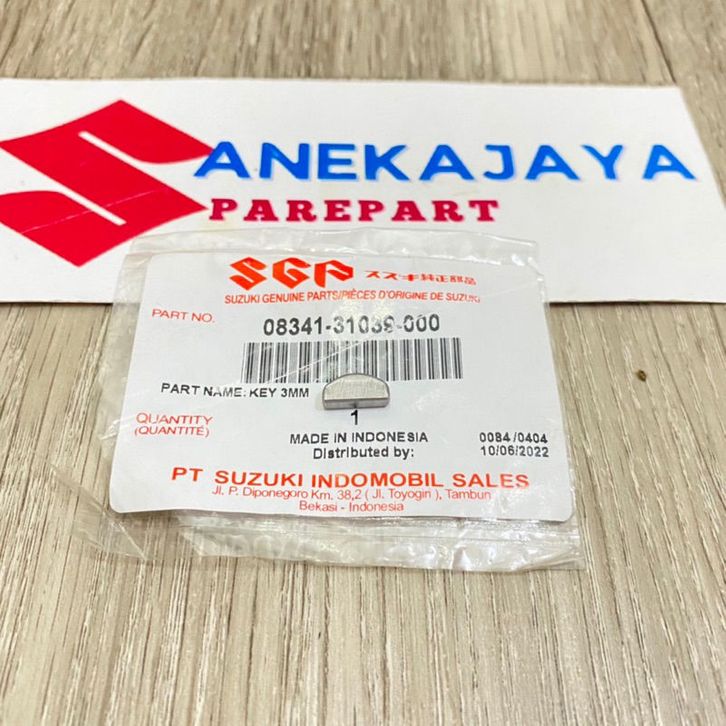 ANEKAJAYA
PAREPART
SGP スズキ純正部品
SUZUKI GENUINE PARTS/PIÈCES D'ORIGINE DE SUZUKI
PART NO. 08341-31039-000
PART NAME: KEY 3MM
QUANTITY 1
(QUANTITÉ)
MADE IN INDONESIA 0084/0404
Distributed by: 10/06/2022
PT SUZUKI INDOMOBIL SALES
Jl. P. Diponegoro Km. 38,2 ( Jl. Toyogiri ), Tambun
Bekasi - Indonesia